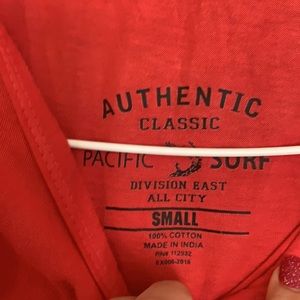 AUTHENTIC
CLASSIC
PACIFIC SURF
DIVISION EAST
ALL CITY
SMALL
100% COTTON
MADE IN INDIA